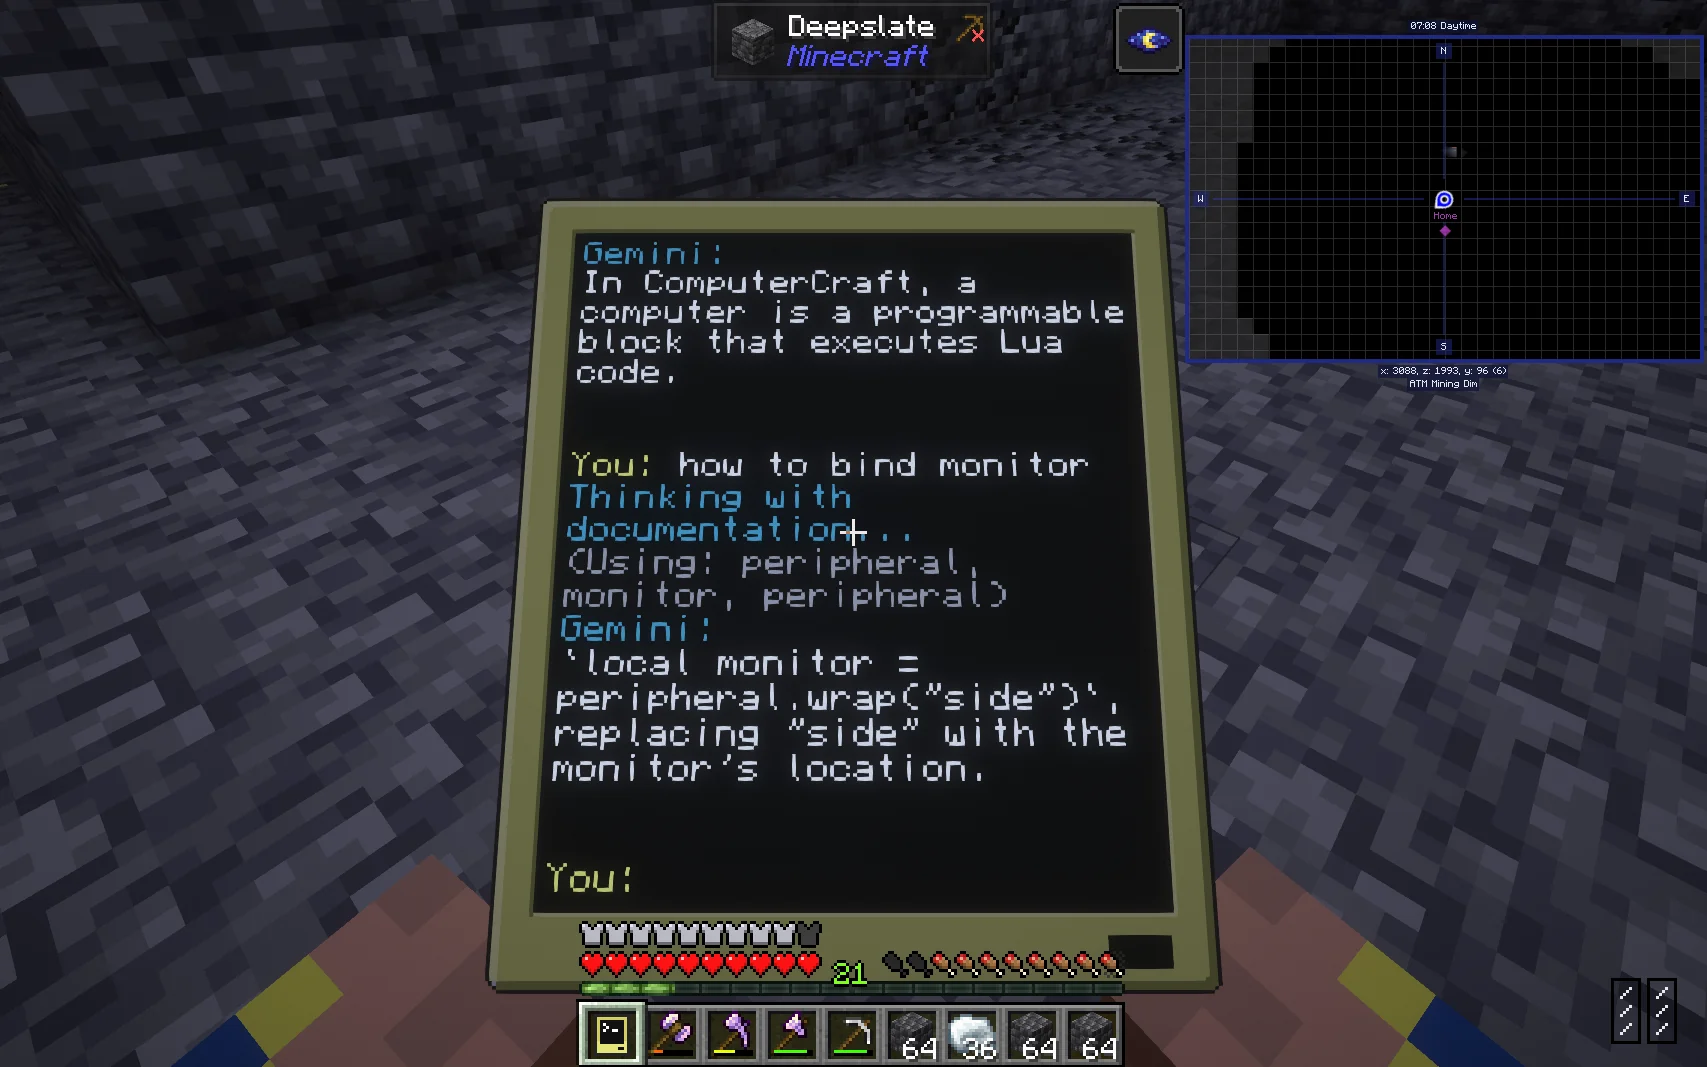 Deepslate
Minecraft
07:08 Daytime
N
W
E
Home
S
x: 3088, z: 1993, y: 96 (6)
ATM Mining Dim
Gemini:
In ComputerCraft, a
computer is a programmable
block that executes Lua
code.
You: how to bind monitor
Thinking with
documentation...
(Using: peripheral,
monitor, peripheral)
Gemini:
`local monitor =
peripheral.wrap("side")`,
replacing "side" with the
monitor's location.
You:
21
64
36
64
64